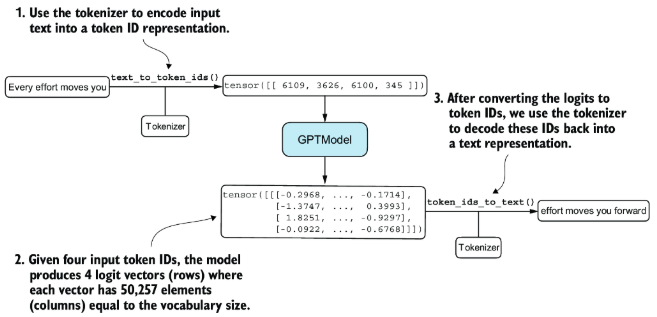 1. Use the tokenizer to encode input
text into a token ID representation.
text_to_token_ids()
Every effort moves you
tensor([[ 6109, 3626, 6100, 345 ]])
Tokenizer
GPTModel
3. After converting the logits to
token IDs, we use the tokenizer
to decode these IDs back into
a text representation.
tensor([[[-0.2968, ..., -0.1714],
[-1.3747, ..., 0.3993],
[ 1.8251, ..., -0.9297],
[-0.0922, ..., -0.6768]]])
token_ids_to_text()
effort moves you forward
Tokenizer
2. Given four input token IDs, the model
produces 4 logit vectors (rows) where
each vector has 50,257 elements
(columns) equal to the vocabulary size.